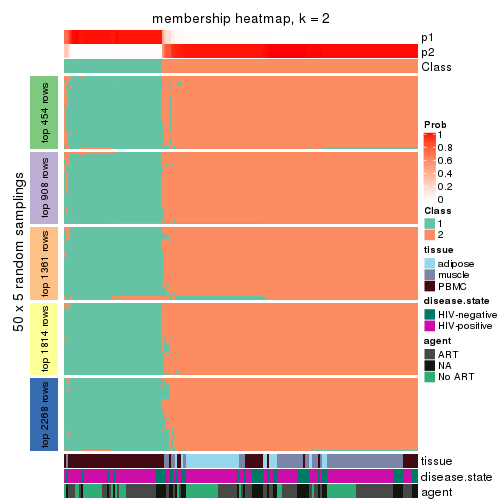 membership heatmap, k = 2
p1
p2
Class
50 x 5 random samplings
top 454 rows
top 908 rows
top 1361 rows
top 1814 rows
top 2268 rows
Prob
1
0.8
0.6
0.4
0.2
0
Class
1
2
tissue
adipose
muscle
PBMC
disease.state
HIV-negative
HIV-positive
agent
ART
NA
No ART
tissue
disease.state
agent